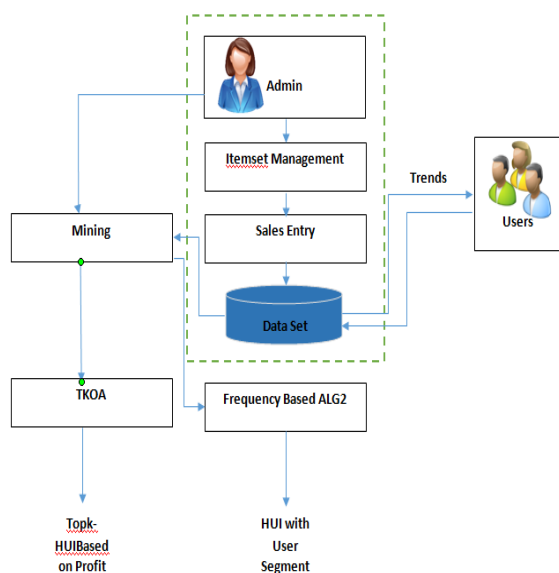 Admin
Itemset Management
Trends
Users
Mining
Sales Entry
Data Set
TKOA
Frequency Based ALG2
Topk-
HUIBased
on Profit
HUI with
User
Segment